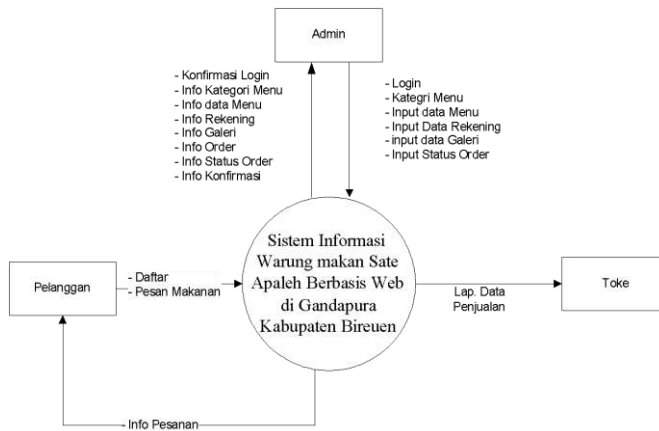 Admin
- Konfirmasi Login
- Info Kategori Menu
- Info data Menu
- Info Rekening
- Info Galeri
- Info Order
- Info Status Order
- Info Konfirmasi
- Login
- Kategri Menu
- Input data Menu
- Input Data Rekening
- input data Galeri
- Input Status Order
Sistem Informasi
Warung makan Sate
Apaleh Berbasis Web
di Gandapura
Kabupaten Bireuen
Pelanggan
- Daftar
- Pesan Makanan
Lap. Data
Penjualan
Toke
- Info Pesanan